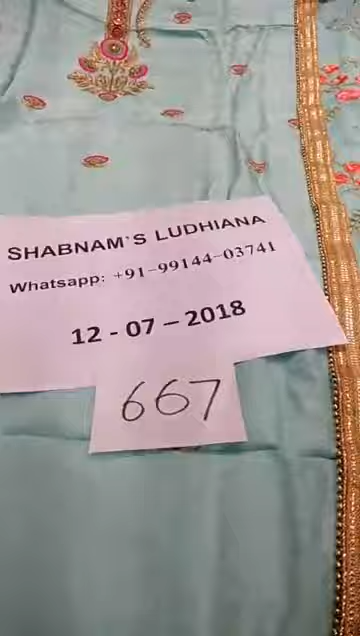 SHABNAM'S LUDHIANA
Whatsapp: +91-99144-03741
12 - 07 - 2018
667